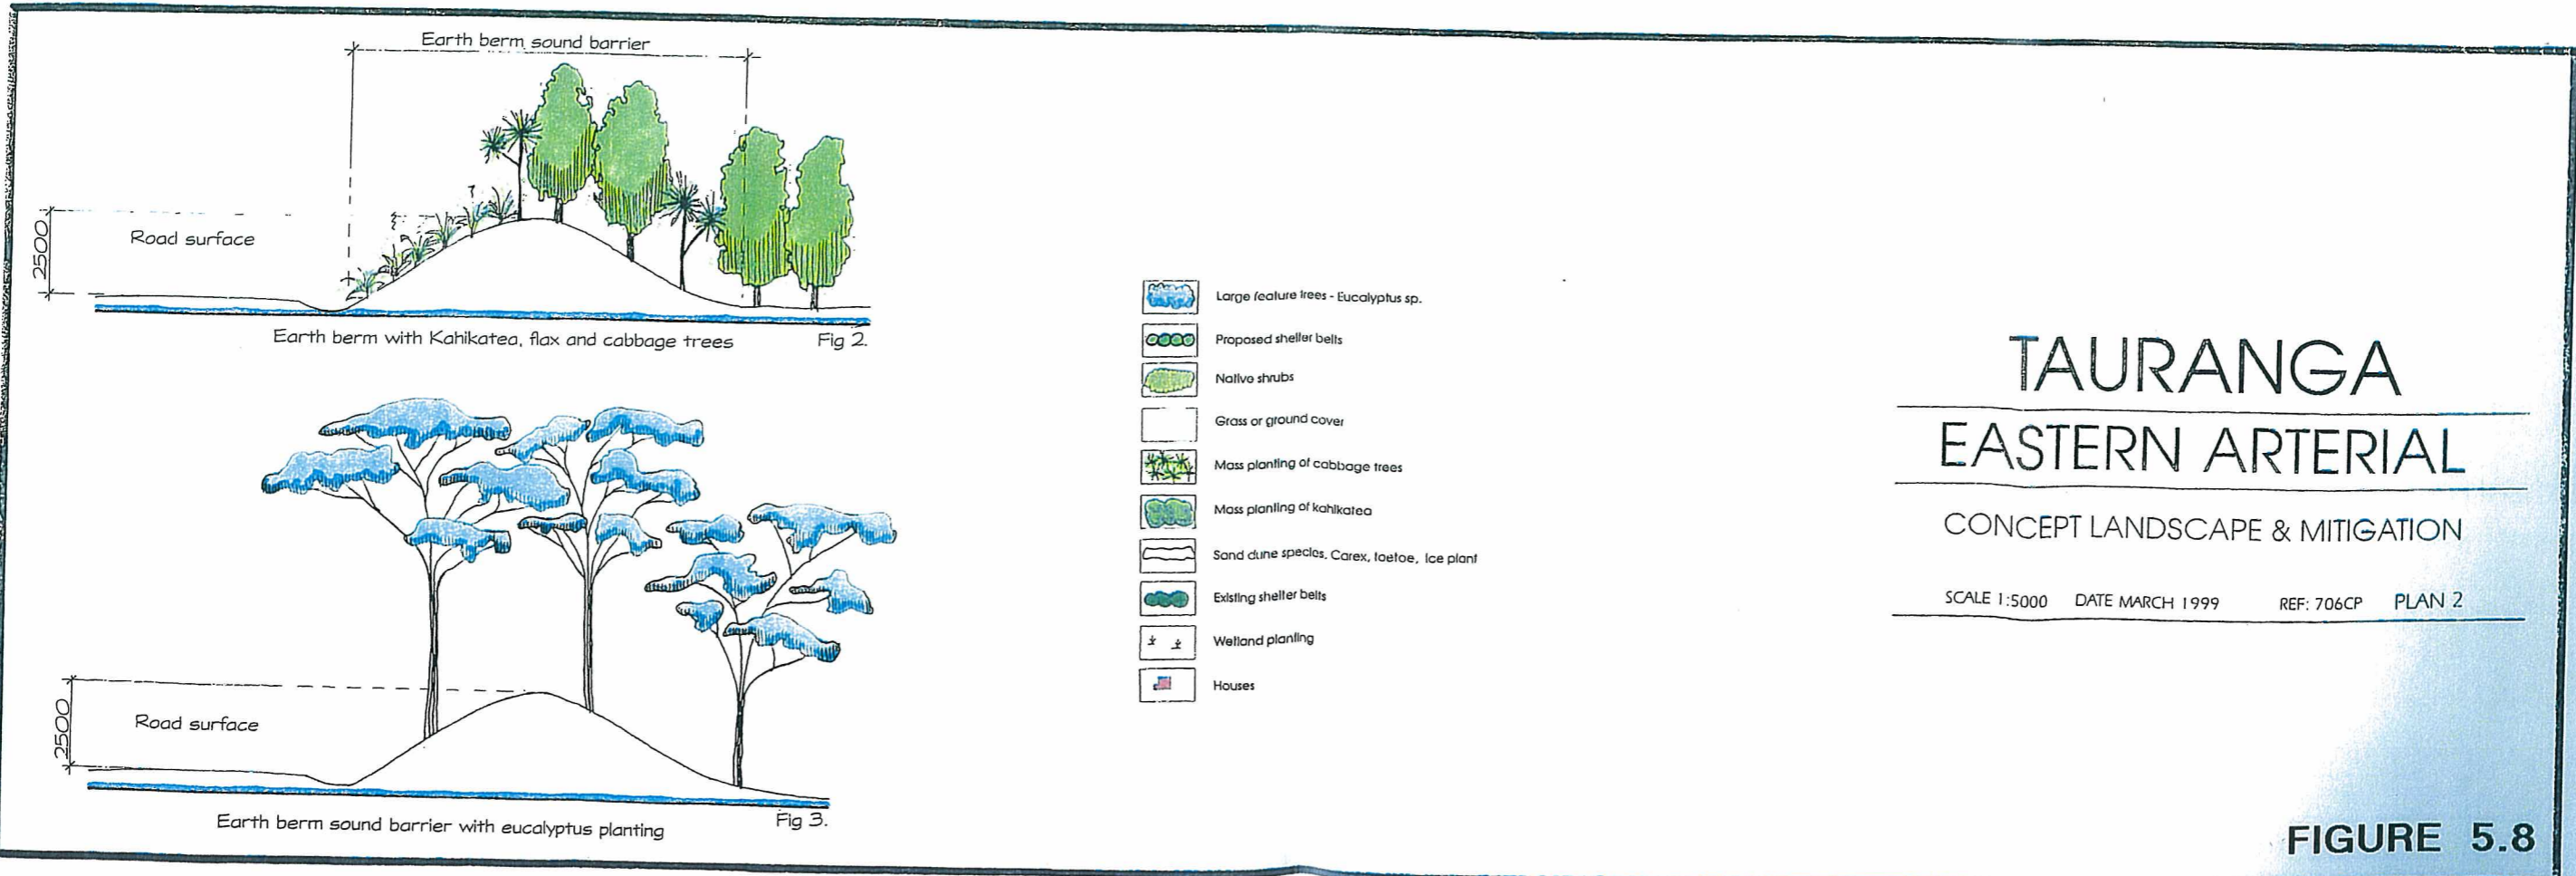 Earth berm sound barrier
2500
Road surface
Earth berm with Kahikatea, flax and cabbage trees
Fig 2.
2500
Road surface
Earth berm sound barrier with eucalyptus planting
Fig 3.
Large feature trees - Eucalyptus sp.
Proposed shelter belts
Native shrubs
Grass or ground cover
Mass planting of cabbage trees
Mass planting of kahikatea
Sand dune species, Carex, toetoe, Ice plant
Existing shelter belts
Wetland planting
Houses
TAURANGA
EASTERN ARTERIAL
CONCEPT LANDSCAPE & MITIGATION
SCALE 1:5000 DATE MARCH 1999 REF: 706CP PLAN 2
FIGURE 5.8